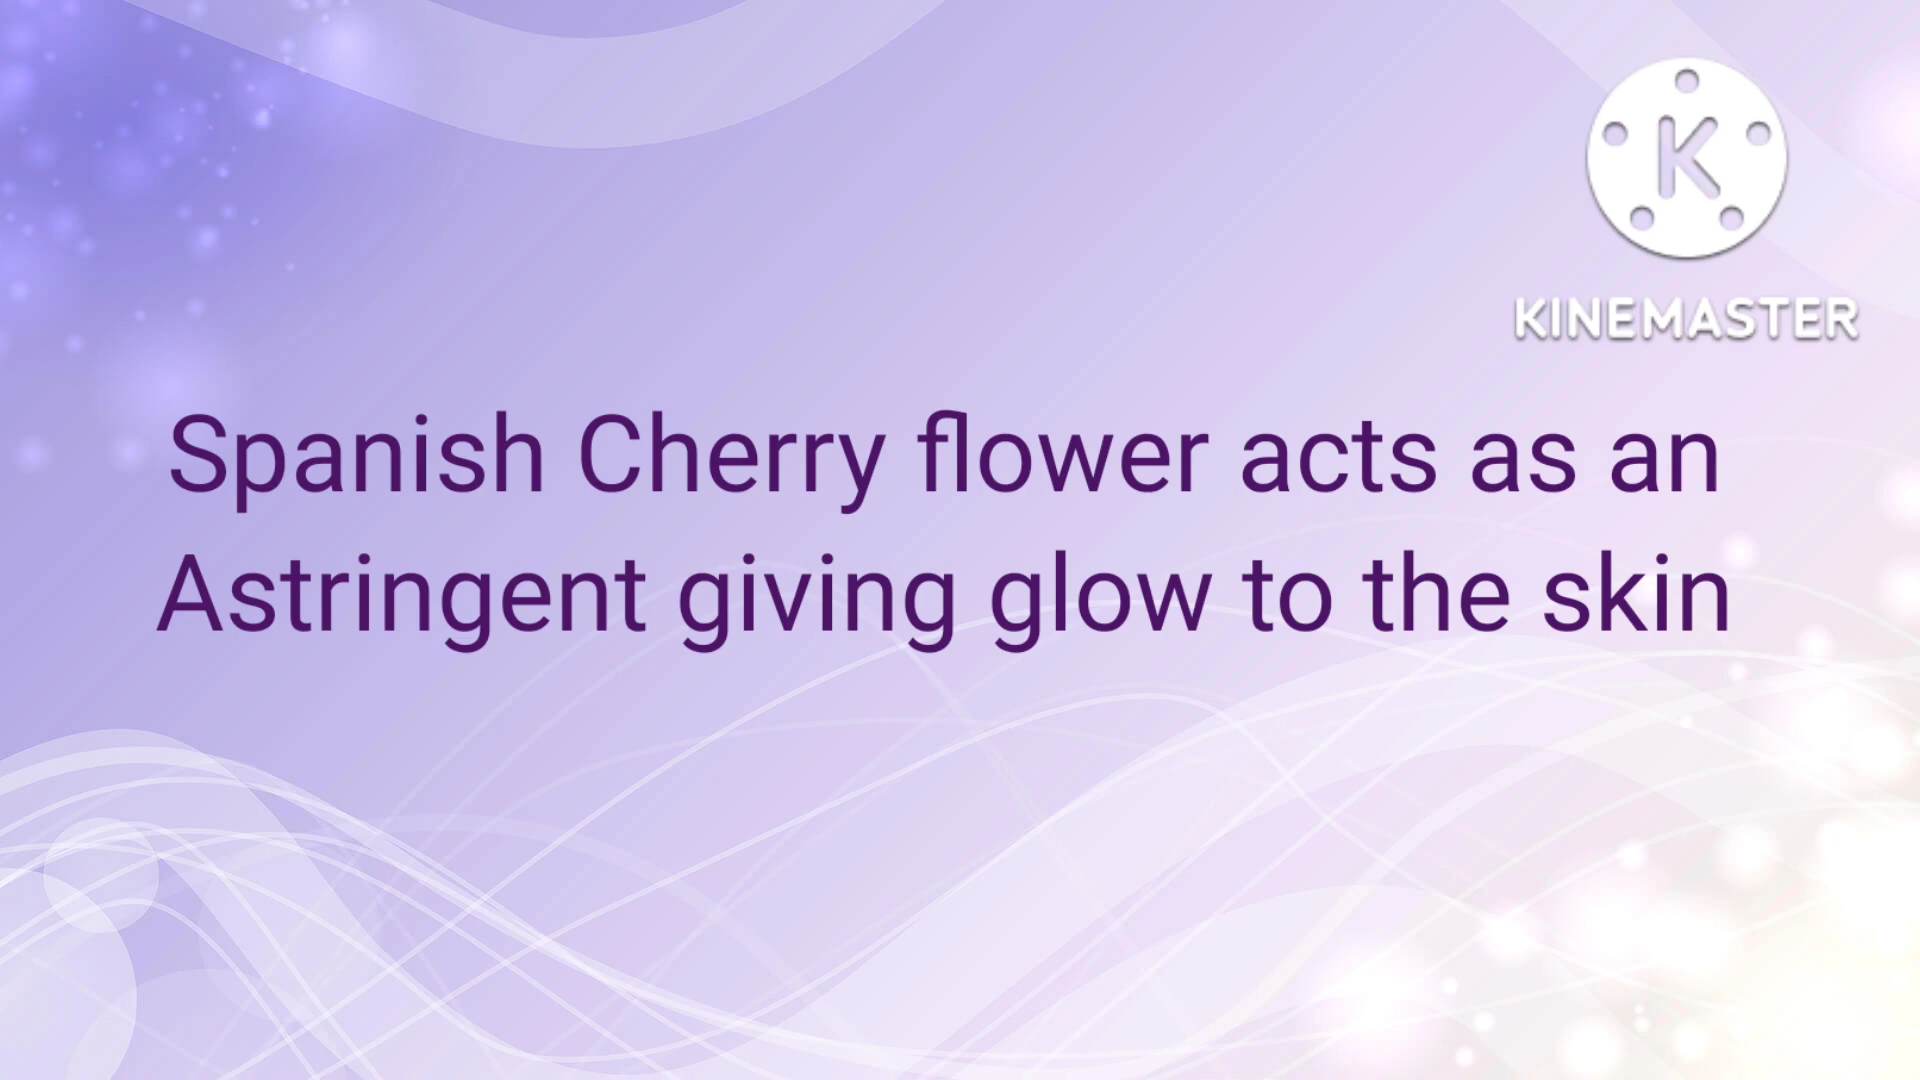 K
KINEMASTER
Spanish Cherry flower acts as an
Astringent giving glow to the skin